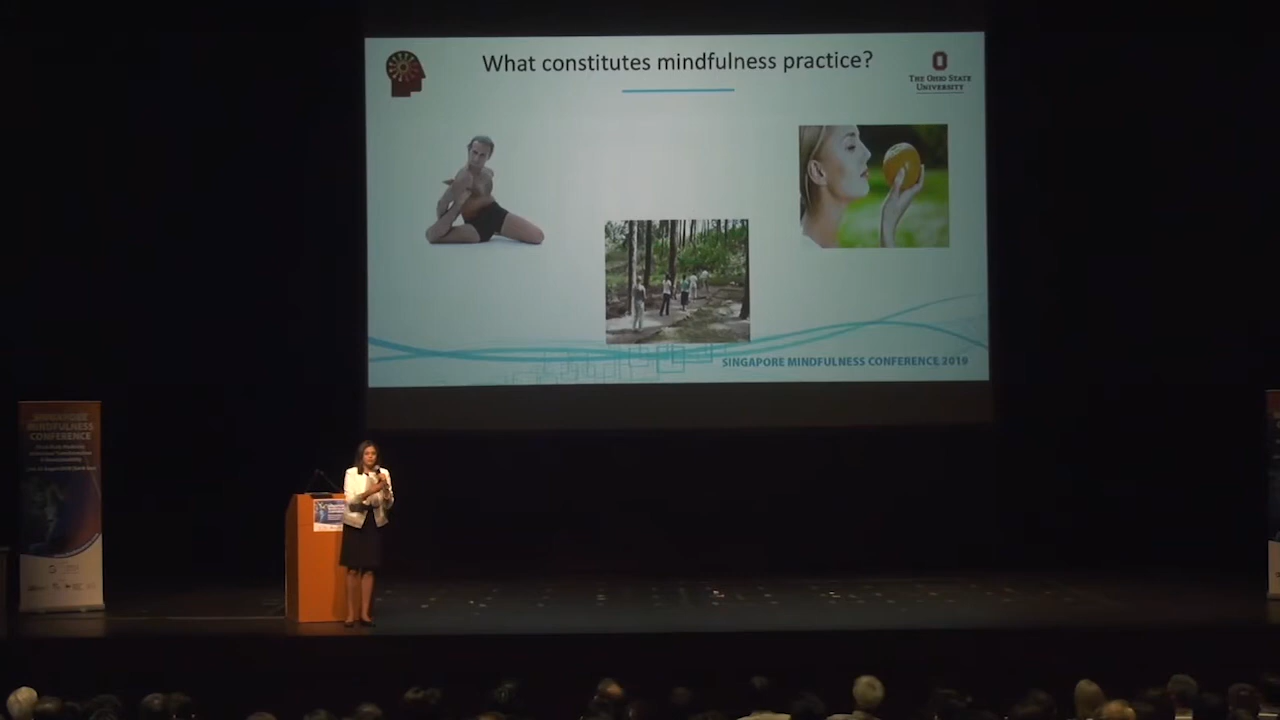 What constitutes mindfulness practice?
THE OHIO STATE
UNIVERSITY
SINGAPORE MINDFULNESS CONFERENCE 2019
SINGAPORE
MINDFULNESS
CONFERENCE